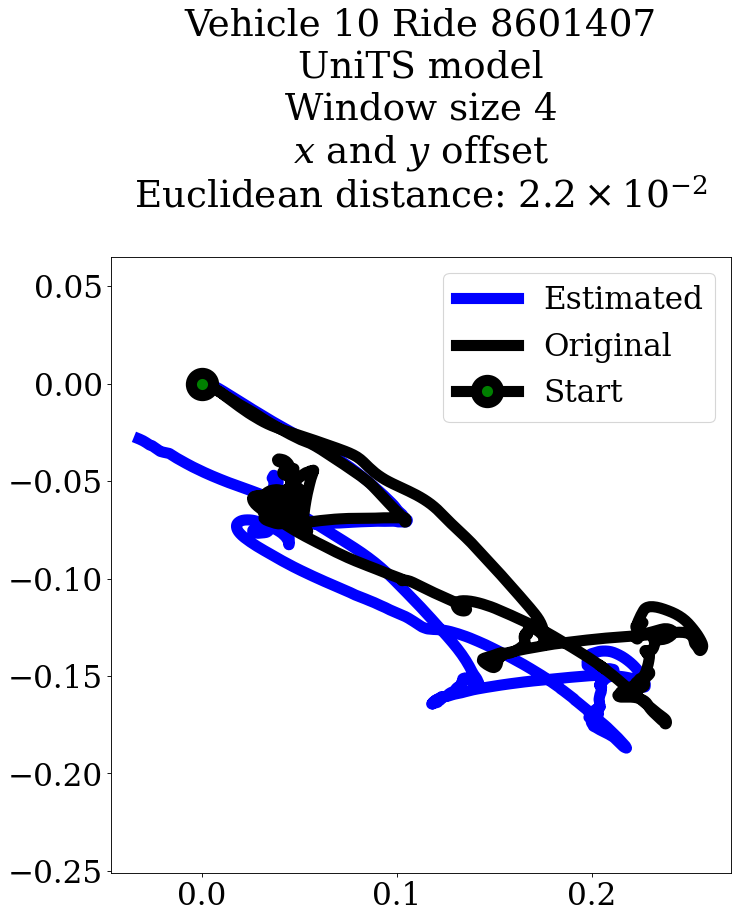 Vehicle 10 Ride 8601407
UniTS model
Window size 4
x and y offset
Euclidean distance: 2.2 × 10⁻²
Estimated
Original
Start
0.05
0.00
−0.05
−0.10
−0.15
−0.20
−0.25
0.0 0.1 0.2